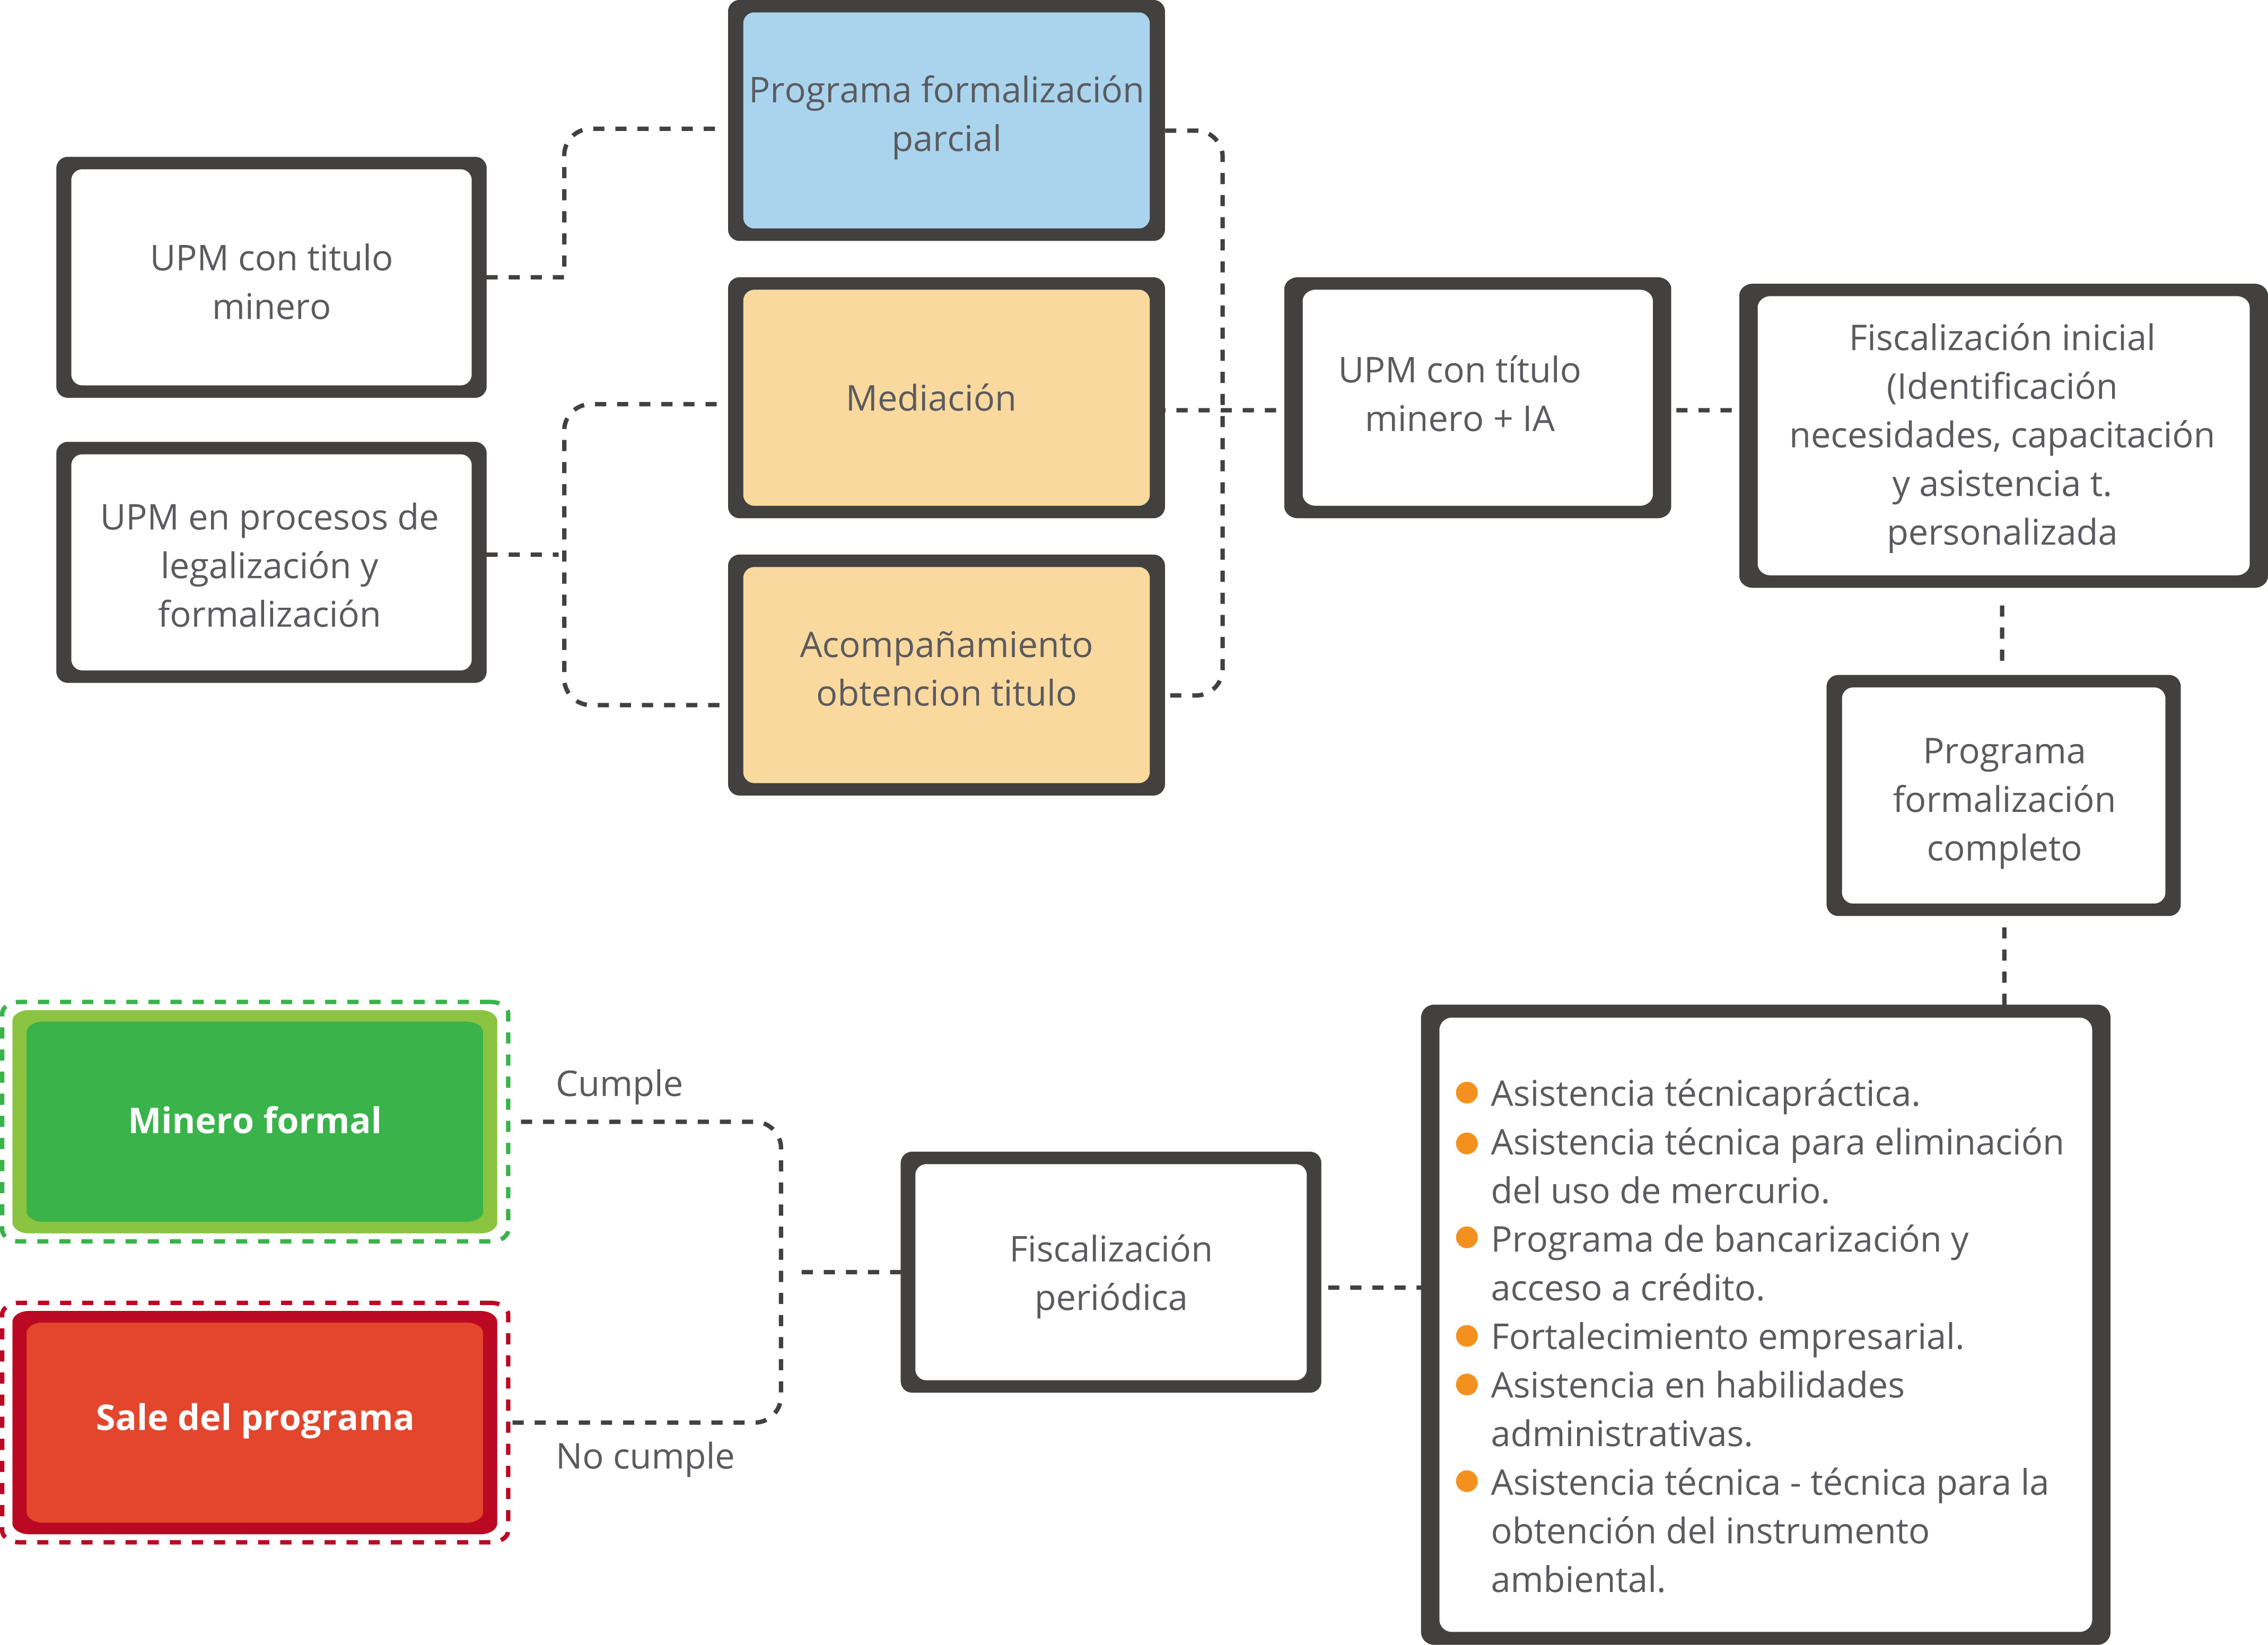 Programa formalización
parcial
UPM con titulo
minero
Mediación
UPM en procesos de
legalización y
formalización
Acompañamiento
obtencion titulo
UPM con título
minero + IA
Fiscalización inicial
(Identificación
necesidades, capacitación
y asistencia t.
personalizada
Programa
formalización
completo
Asistencia técnicapráctica.
Asistencia técnica para eliminación
del uso de mercurio.
Programa de bancarización y
acceso a crédito.
Fortalecimiento empresarial.
Asistencia en habilidades
administrativas.
Asistencia técnica - técnica para la
obtención del instrumento
ambiental.
Fiscalización
periódica
Cumple
Minero formal
No cumple
Sale del programa